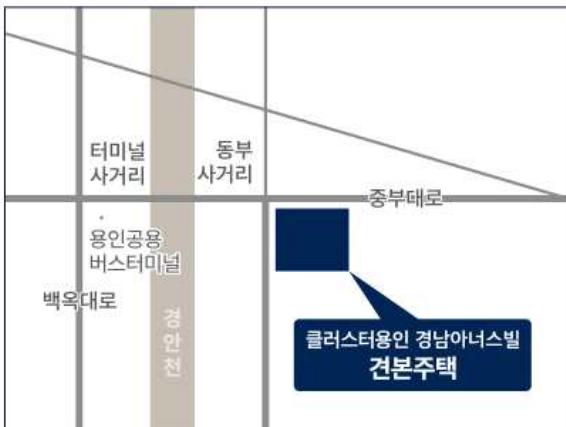 터미널
사거리
동부
사거리
중부대로
용인공용
버스터미널
백옥대로
경안천
클러스터용인 경남아너스빌
견본주택